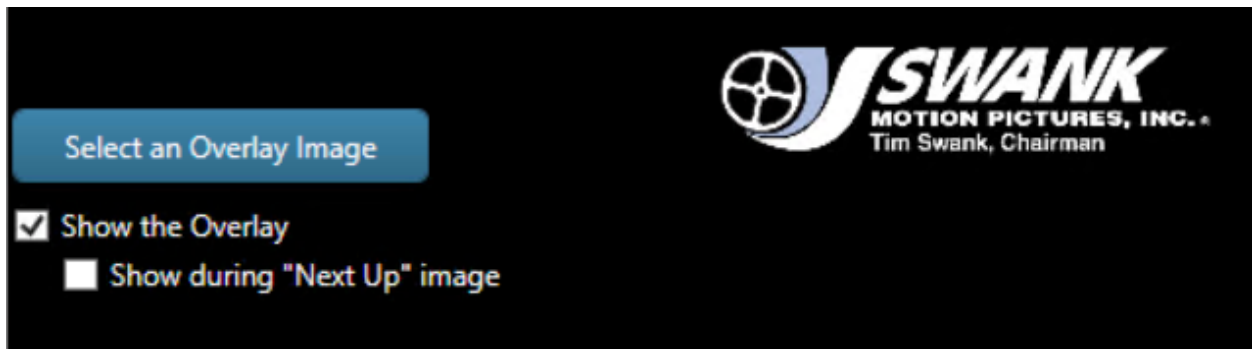 SWANK
MOTION PICTURES, INC.®
Tim Swank, Chairman
Select an Overlay Image
Show the Overlay
Show during "Next Up" image